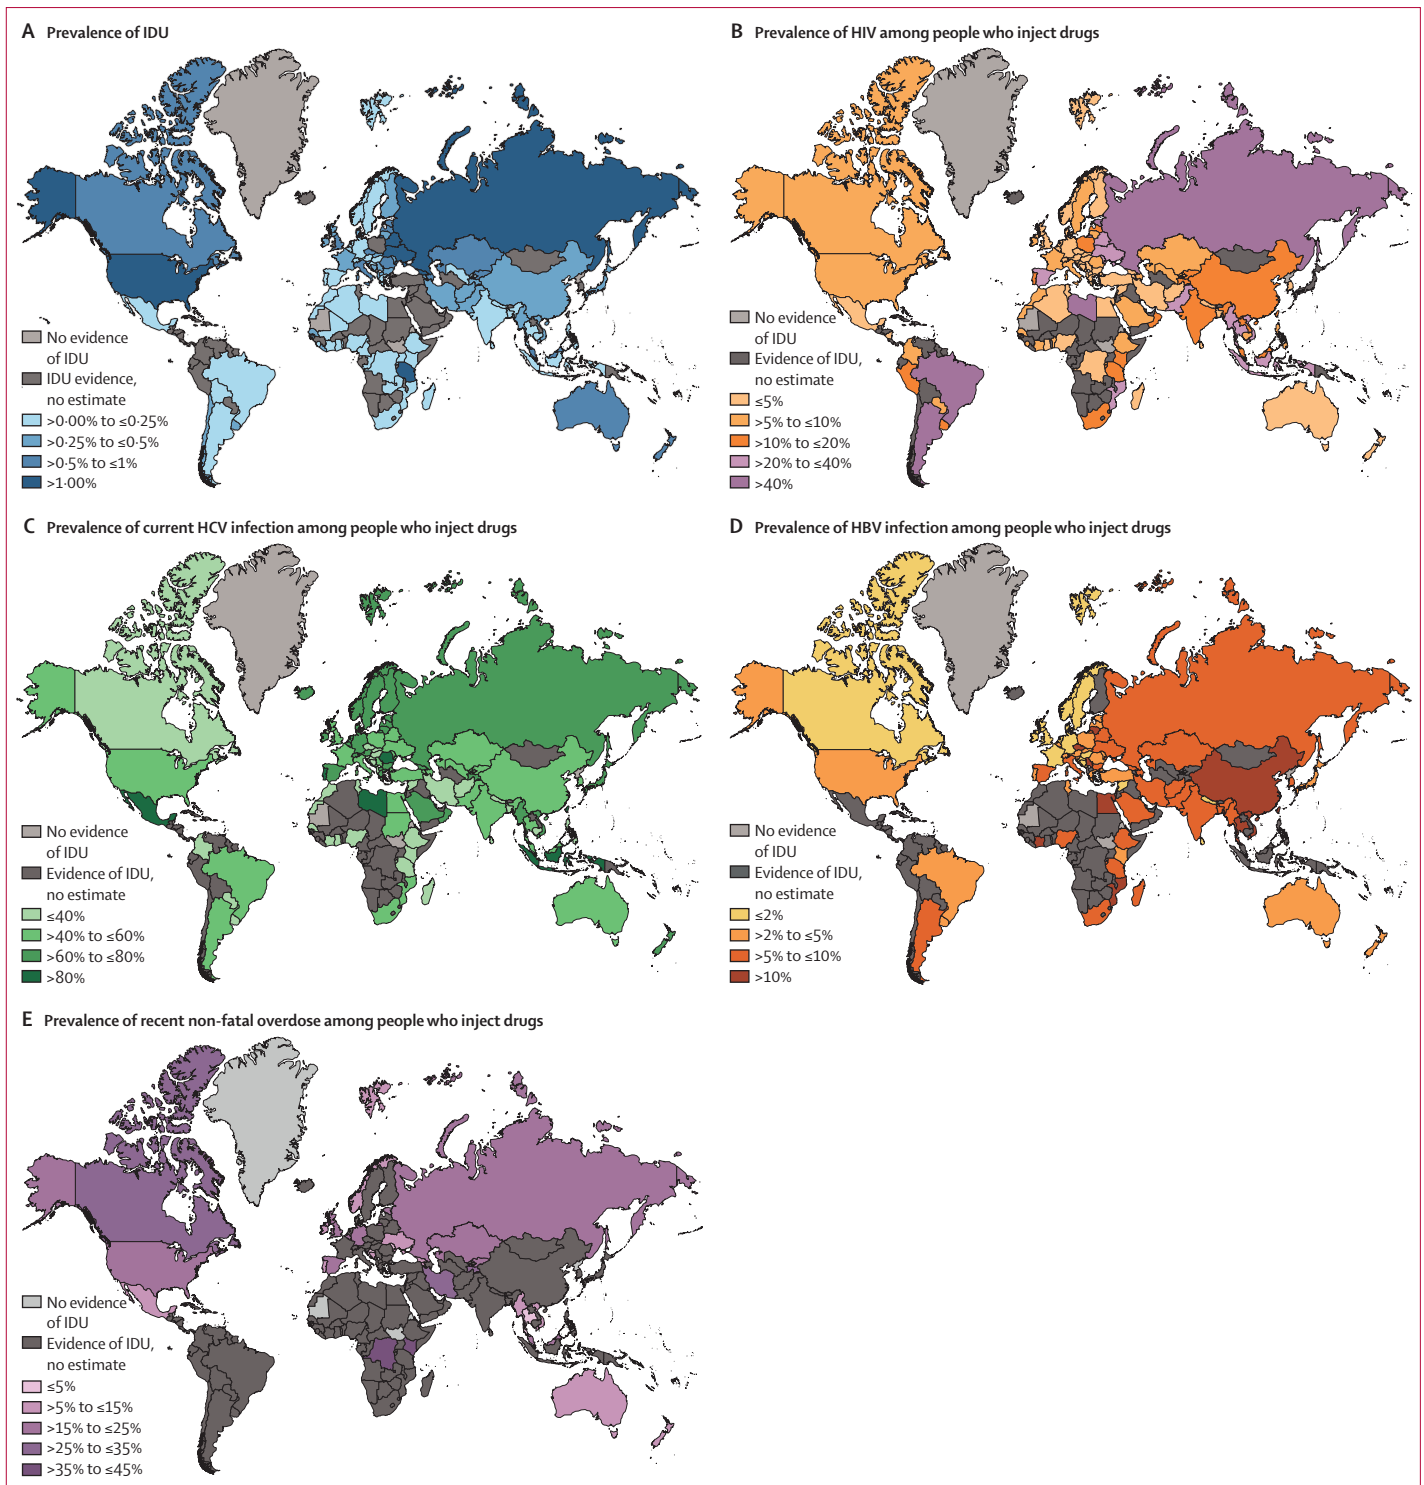 A Prevalence of IDU
No evidence
of IDU
IDU evidence,
no estimate
>0·00% to ≤0·25%
>0·25% to ≤0·5%
>0·5% to ≤1%
>1·00%
B Prevalence of HIV among people who inject drugs
No evidence
of IDU
Evidence of IDU,
no estimate
≤5%
>5% to ≤10%
>10% to ≤20%
>20% to ≤40%
>40%
C Prevalence of current HCV infection among people who inject drugs
No evidence
of IDU
Evidence of IDU,
no estimate
≤40%
>40% to ≤60%
>60% to ≤80%
>80%
D Prevalence of HBV infection among people who inject drugs
No evidence
of IDU
Evidence of IDU,
no estimate
≤2%
>2% to ≤5%
>5% to ≤10%
>10%
E Prevalence of recent non-fatal overdose among people who inject drugs
No evidence
of IDU
Evidence of IDU,
no estimate
≤5%
>5% to ≤15%
>15% to ≤25%
>25% to ≤35%
>35% to ≤45%